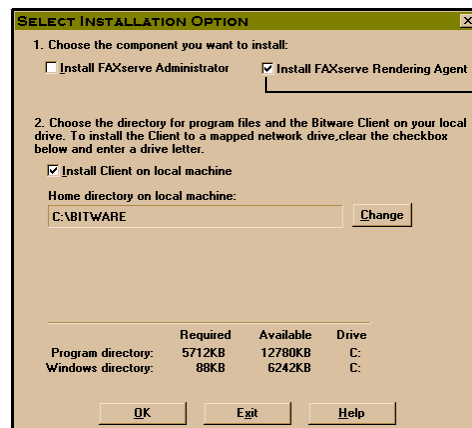 SELECT INSTALLATION OPTION
1. Choose the component you want to install:
Install FAXserve Administrator
Install FAXserve Rendering Agent
2. Choose the directory for program files and the Bitware Client on your local
drive. To install the Client to a mapped network drive,clear the checkbox
below and enter a drive letter.
Install Client on local machine
Home directory on local machine:
C:\BITWARE
Change
Required Available Drive
Program directory: 5712KB 12780KB C:
Windows directory: 88KB 6242KB C:
OK Exit Help